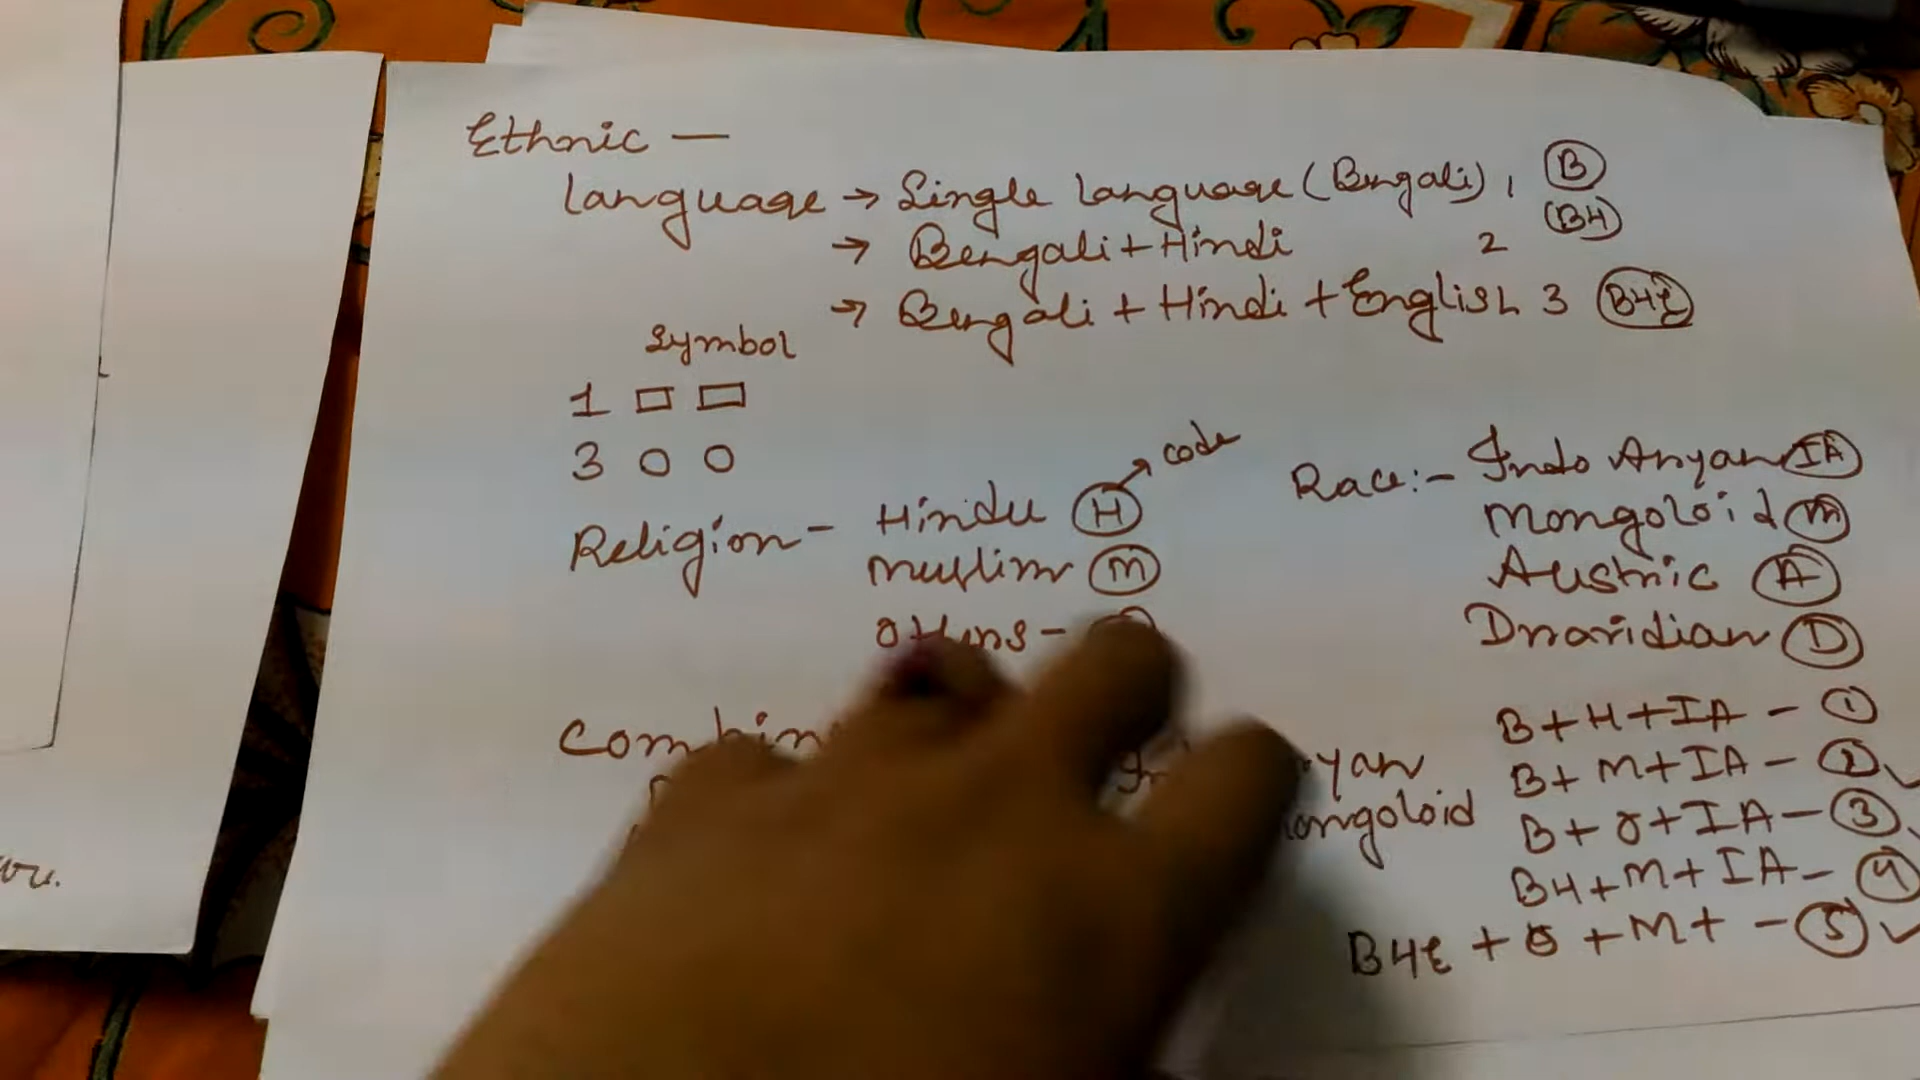 Ethnic —
Language → Single Language (Bengali), 1 (B)
→ Bengali + Hindi 2 (BH)
→ Bengali + Hindi + English 3 (BHE)
Symbol
1 □ □
3 ○ ○
Religion - Hindu (H) → code
Muslim (M)
Others -
Race :- Indo Aryan (IA)
Mongoloid (M)
Austric (A)
Dravidian (D)
B + H + IA - (1)
B + M + IA - (2) ✓
B + O + IA - (3)
BH + M + IA - (4)
BHE + O + M + - (5) ✓